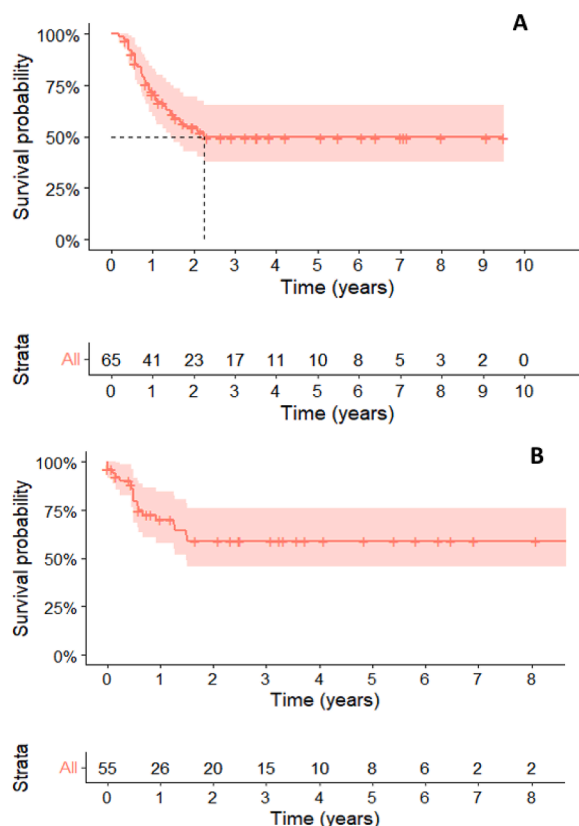 A
100%
75%
50%
25%
0%
Survival probability
0 1 2 3 4 5 6 7 8 9 10
Time (years)
Strata
All 65 41 23 17 11 10 8 5 3 2 0
0 1 2 3 4 5 6 7 8 9 10
Time (years)
B
100%
75%
50%
25%
0%
Survival probability
0 1 2 3 4 5 6 7 8
Time (years)
Strata
All 55 26 20 15 10 8 6 2 2
0 1 2 3 4 5 6 7 8
Time (years)